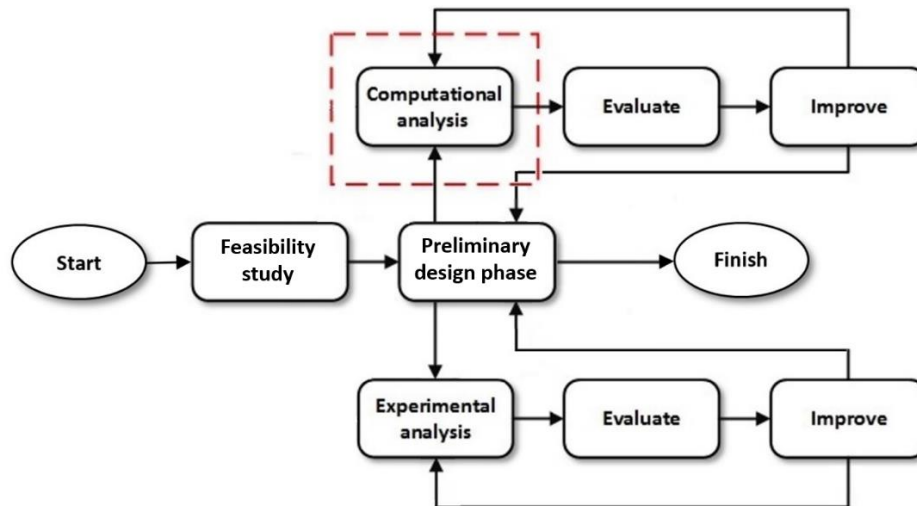 Computational
analysis
Evaluate
Improve
Start
Feasibility
study
Preliminary
design phase
Finish
Experimental
analysis
Evaluate
Improve